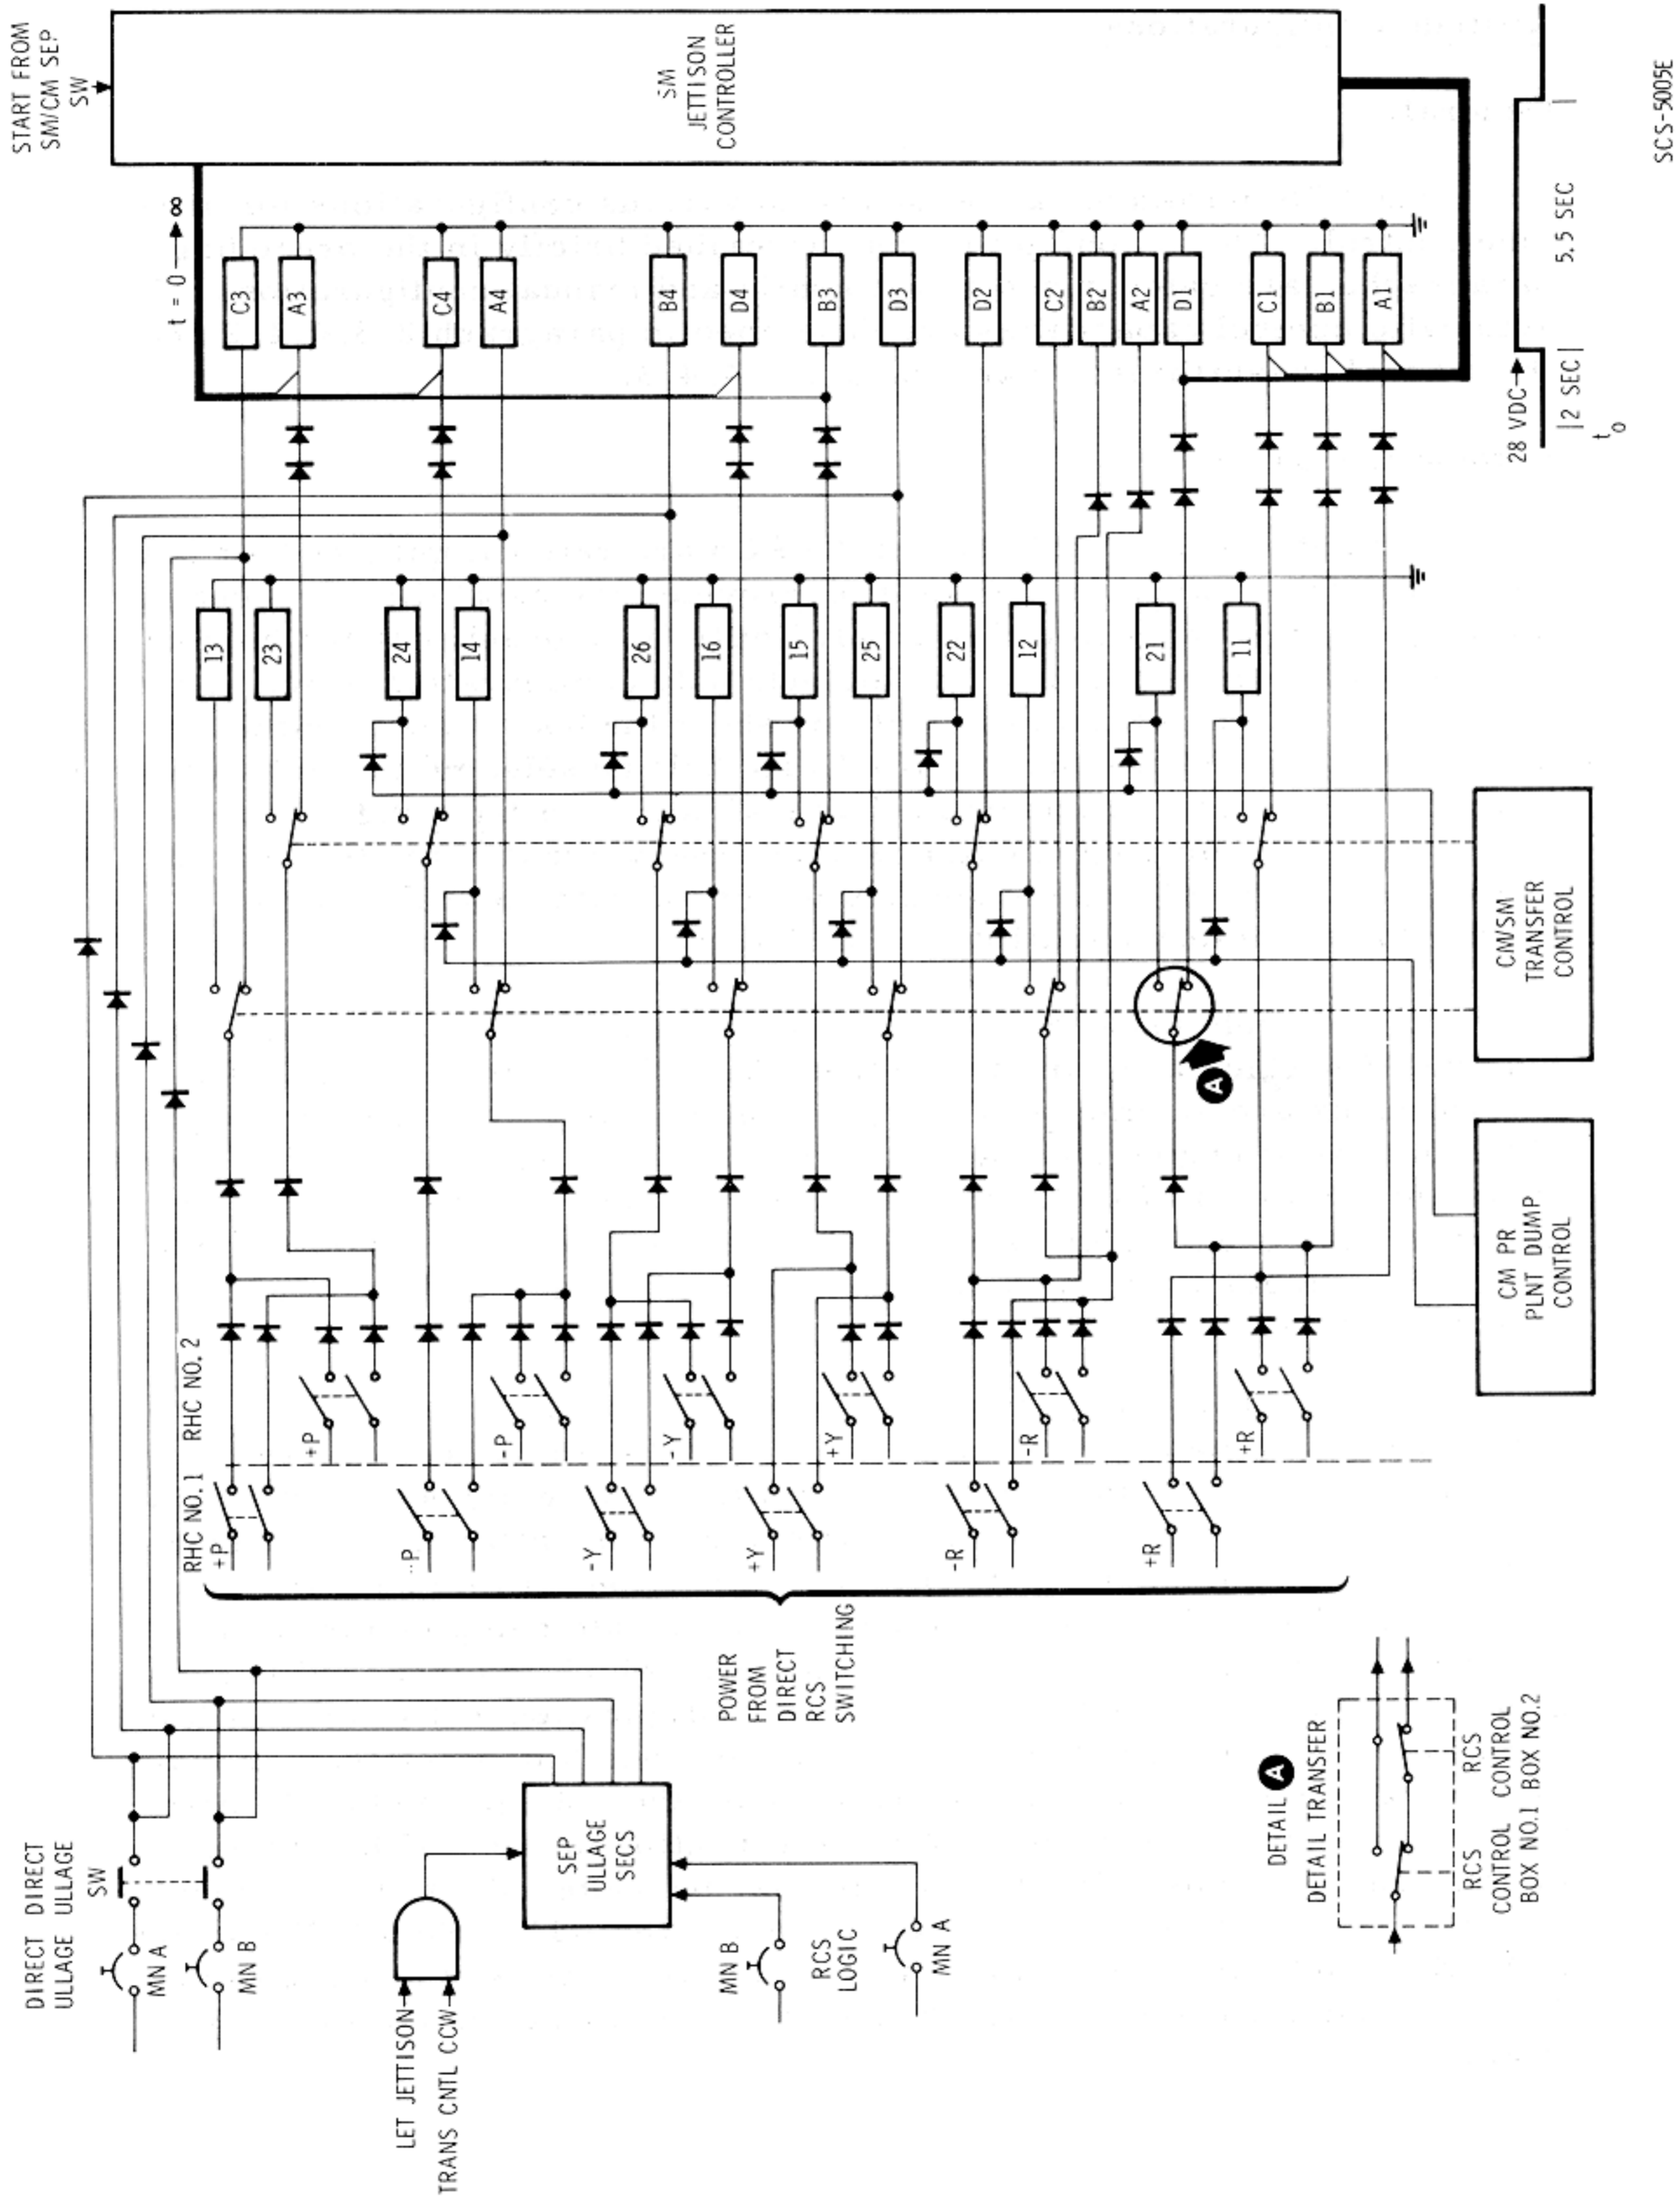 START FROM
SM/CM SEP
SW
SM
JETTISON
CONTROLLER
t = 0 → ∞
C3
A3
C4
A4
B4
D4
B3
D3
D2
C2
B2
A2
D1
C1
B1
A1
28 VDC
2 SEC
5.5 SEC
t₀
13
23
24
14
26
16
15
25
22
12
21
11
CM/SM
TRANSFER
CONTROL
CM PR
PLNT DUMP
CONTROL
A
RHC NO. 1
RHC NO. 2
+P
+P
-P
-P
-Y
-Y
+Y
+Y
-R
-R
+R
+R
POWER
FROM
DIRECT
RCS
SWITCHING
DIRECT DIRECT
ULLAGE ULLAGE
SW
MN A
MN B
LET JETTISON
TRANS CNTL CCW
SEP
ULLAGE
SECS
MN B
RCS
LOGIC
MN A
DETAIL A
DETAIL TRANSFER
RCS RCS
CONTROL CONTROL
BOX NO.1 BOX NO.2
SCS-5005E